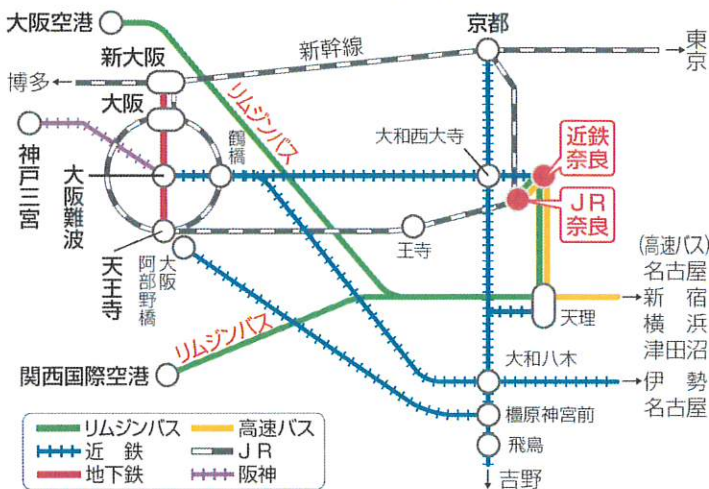 大阪空港
京都
新大阪
新幹線
東京
博多
大阪
リムジンバス
鶴橋
大和西大寺
近鉄
奈良
神戸三宮
大阪難波
JR
奈良
王寺
天王寺
大阪
阿部野橋
(高速バス)
名古屋
新宿
横浜
津田沼
天理
リムジンバス
関西国際空港
大和八木
伊勢
名古屋
橿原神宮前
飛鳥
吉野
リムジンバス
高速バス
近鉄
JR
地下鉄
阪神